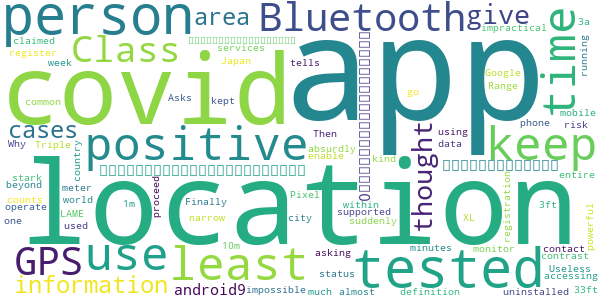 person area Bluetooth give impractical 3a
claimed services running
register Class Japan tells time
week
covid app
Asks kept Google
common Range
go mobile
cases Then using phone risk
Why Triple absurdly data
positive thought keep
enable kind
stark country Pixel entire
beyond meter 0
counts world Finally within XL
LAME 1m city supported 3ft
operate used narrow suddenly powerful
one proceed location registration
GPS use least tested
asking minutes monitor contact contrast
10m status definition Useless
information android9 impossible much almost uninstalled accessing
33ft